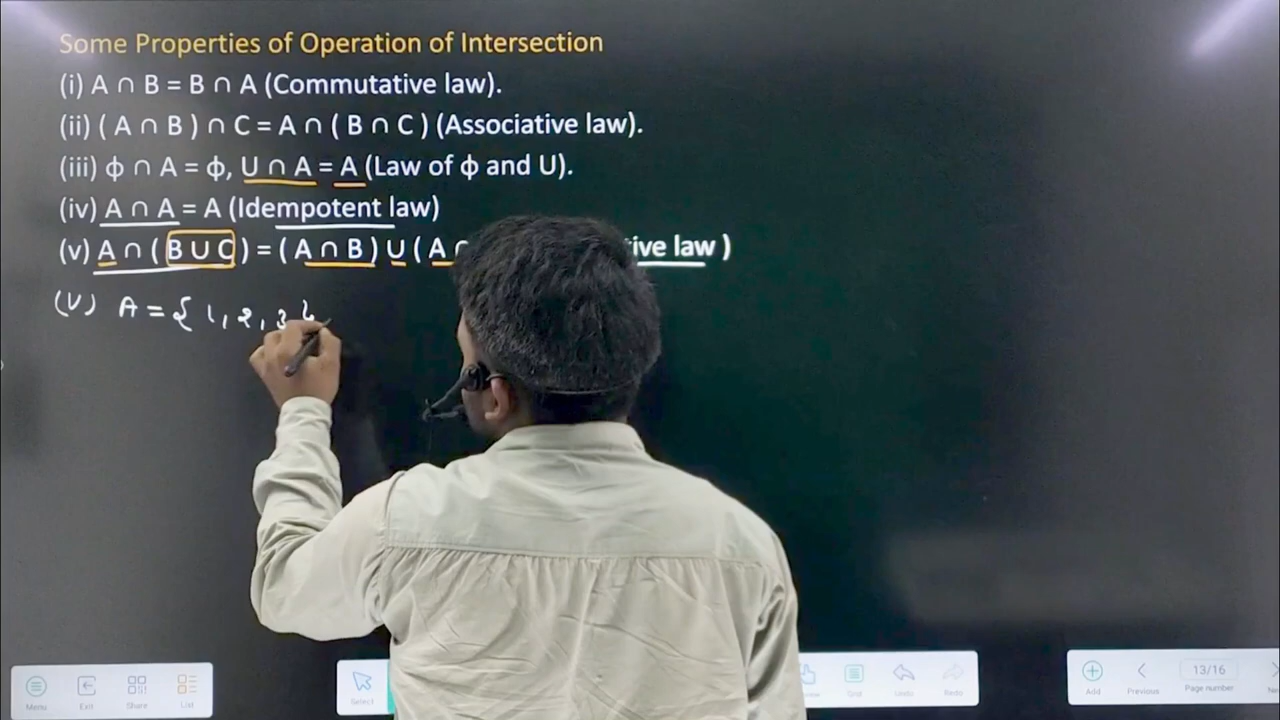 Some Properties of Operation of Intersection
(i) A ∩ B = B ∩ A (Commutative law).
(ii) ( A ∩ B ) ∩ C = A ∩ ( B ∩ C ) (Associative law).
(iii) ϕ ∩ A = ϕ, U ∩ A = A (Law of ϕ and U).
(iv) A ∩ A = A (Idempotent law)
(v) A ∩ ( B ∪ C ) = ( A ∩ B ) ∪ ( A law )
(V) A = { 1, 2, 3 }
Menu Exit Share List Select Grid Undo Redo Add Previous 13/16 Page number